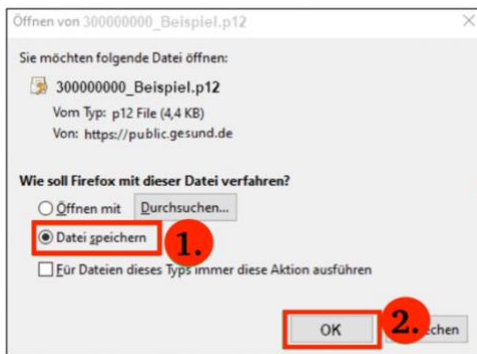 Öffnen von 300000000_Beispiel.p12
Sie möchten folgende Datei öffnen:
300000000_Beispiel.p12
Vom Typ: p12 File (4,4 KB)
Von: https://public.gesund.de
Wie soll Firefox mit dieser Datei verfahren?
Öffnen mit Durchsuchen...
Datei speichern 1.
Für Dateien dieses Typs immer diese Aktion ausführen
OK 2. chen